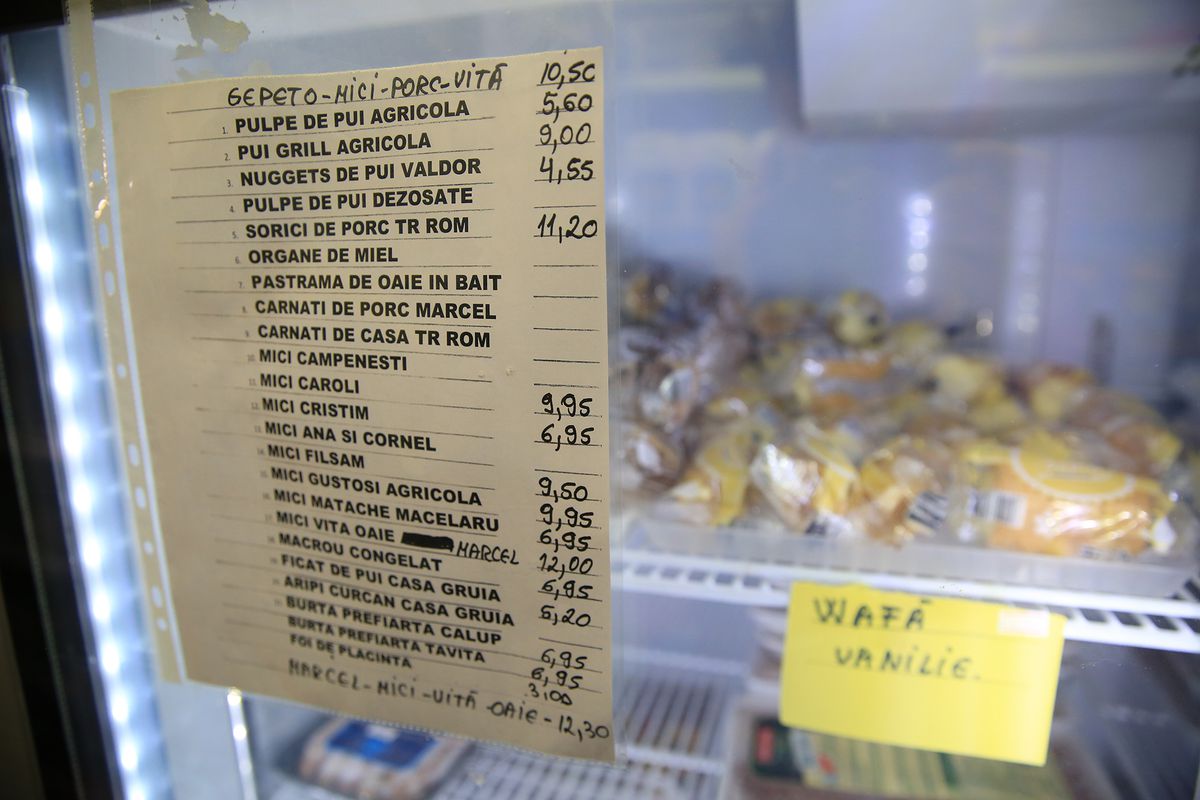 GEPETO-MICI-PORC-VITĂ 10,50
1. PULPE DE PUI AGRICOLA 5,60
2. PUI GRILL AGRICOLA 9,00
3. NUGGETS DE PUI VALDOR 4,55
4. PULPE DE PUI DEZOSATE
5. SORICI DE PORC TR ROM 11,20
6. ORGANE DE MIEL
7. PASTRAMA DE OAIE IN BAIT
8. CARNATI DE PORC MARCEL
9. CARNATI DE CASA TR ROM
10. MICI CAMPENESTI
11. MICI CAROLI 9,95
12. MICI CRISTIM 6,95
13. MICI ANA SI CORNEL
14. MICI FILSAM 9,50
15. MICI GUSTOSI AGRICOLA 9,95
16. MICI MATACHE MACELARU 6,95
17. MICI VITA OAIE MARCEL 12,00
18. MACROU CONGELAT 6,95
19. FICAT DE PUI CASA GRUIA 6,20
ARIPI CURCAN CASA GRUIA
BURTA PREFIARTA CALUP 6,95
BURTA PREFIARTA TAVITA 6,95
FOI DE PLACINTA 3,00
MARCEL-MICI-VITĂ OAIE-12,30
WAFĂ
VANILIE.